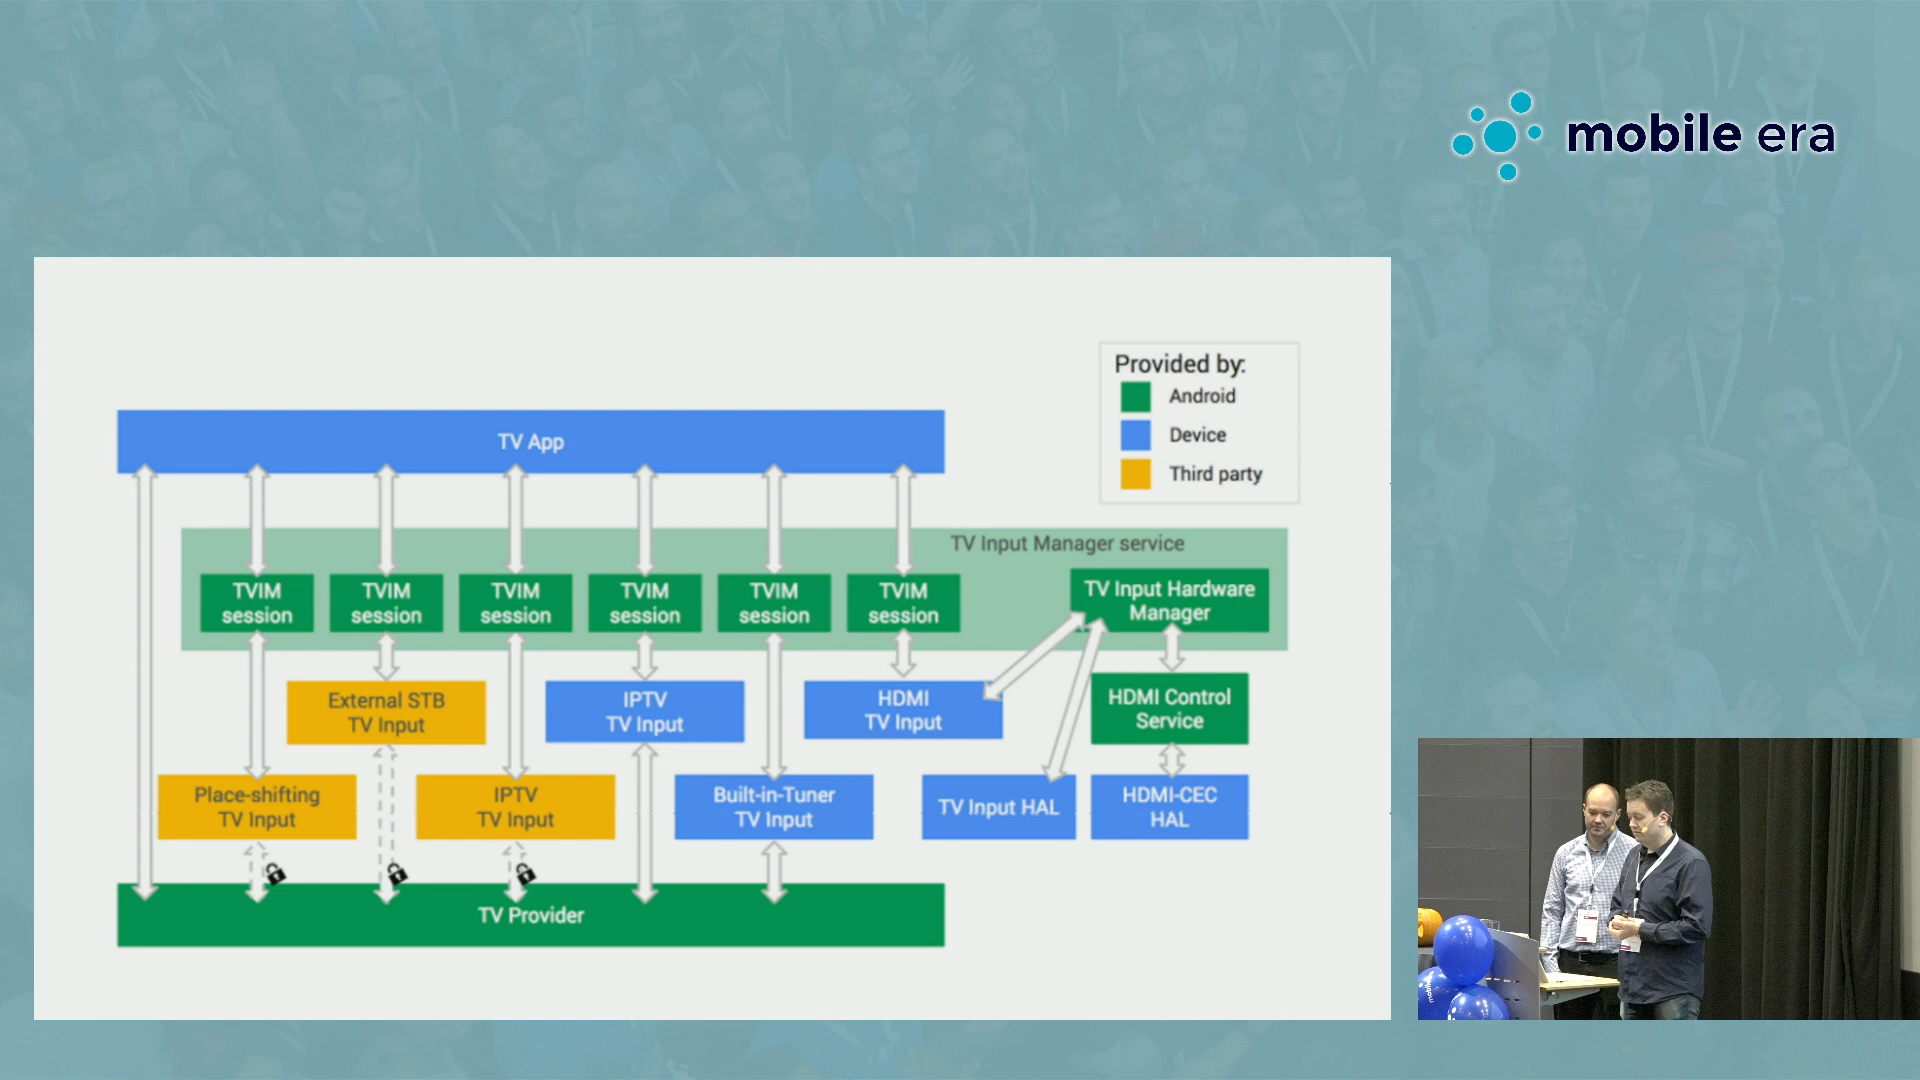 mobile era
Provided by:
Android
Device
Third party
TV App
TV Input Manager service
TVIM
session
TVIM
session
TVIM
session
TVIM
session
TVIM
session
TVIM
session
TV Input Hardware
Manager
External STB
TV Input
IPTV
TV Input
HDMI
TV Input
HDMI Control
Service
Place-shifting
TV Input
IPTV
TV Input
Built-in-Tuner
TV Input
TV Input HAL
HDMI-CEC
HAL
TV Provider